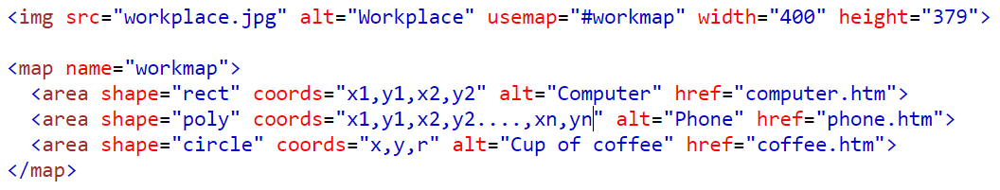 <img src="workplace.jpg" alt="Workplace" usemap="#workmap" width="400" height="379">
<map name="workmap">
<area shape="rect" coords="x1,y1,x2,y2" alt="Computer" href="computer.htm">
<area shape="poly" coords="x1,y1,x2,y2....,xn,yn" alt="Phone" href="phone.htm">
<area shape="circle" coords="x,y,r" alt="Cup of coffee" href="coffee.htm">
</map>